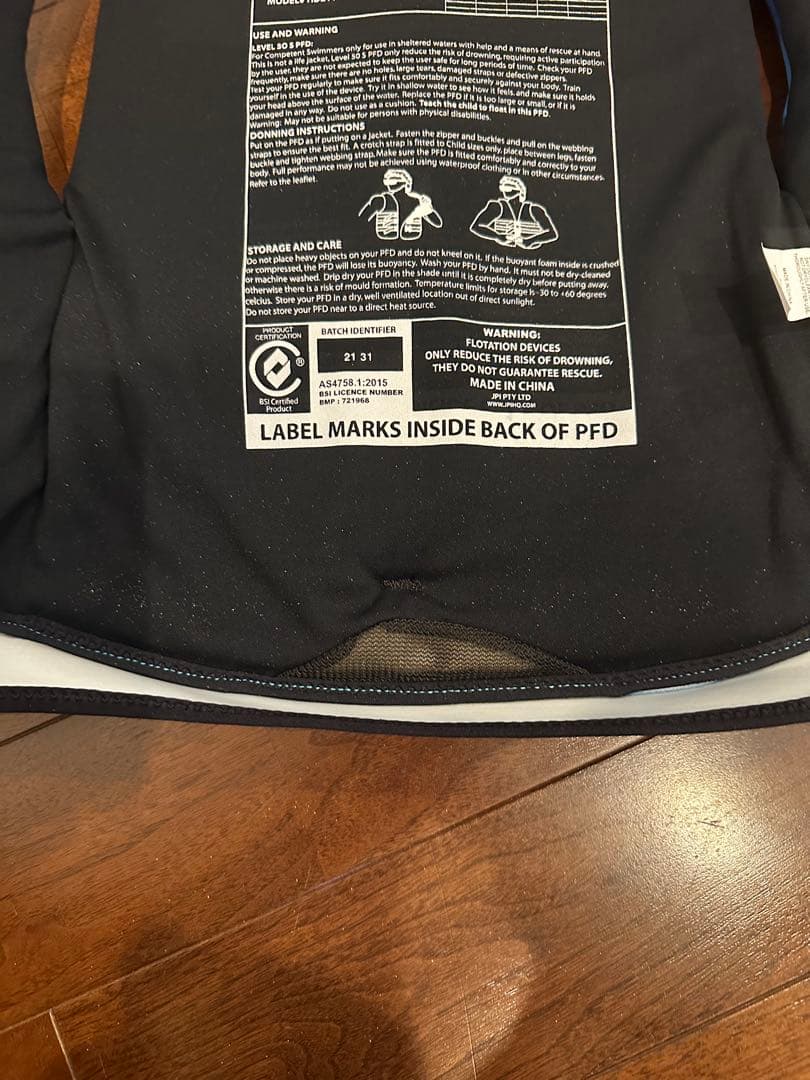 USE AND WARNING
LEVEL 50 S PFD:
For Competent Swimmers only for use in sheltered waters with help and a means of rescue at hand.
This is not a life jacket, Level 50 S PFD only reduce the risk of drowning, requiring active participation
by the user, they are not expected to keep the user safe for long periods of time. Check your PFD
frequently, make sure there are no holes, large tears, damaged straps or defective zippers.
Test your PFD regularly to make sure it fits comfortably and securely against your body. Train
yourself in the use of the device. Try it in shallow water to see how it feels, and make sure it holds
your head above the surface of the water. Replace the PFD if it is too large or small, or if it is
damaged in any way. Do not use as a cushion. Teach the child to float in this PFD.
Warning: May not be suitable for persons with physical disabilities.
DONNING INSTRUCTIONS
Put on the PFD as if putting on a Jacket. Fasten the zipper and buckles and pull on the webbing
straps to ensure the best fit. A crotch strap is fitted to Child sizes only, place between legs, fasten
buckle and tighten webbing strap. Make sure the PFD is fitted comfortably and correctly to your
body. Full performance may not be achieved using waterproof clothing or in other circumstances.
Refer to the leaflet.
STORAGE AND CARE
Do not place heavy objects on your PFD and do not kneel on it. If the buoyant foam inside is crushed
or compressed, the PFD will lose its buoyancy. Wash your PFD by hand. It must not be dry-cleaned
or machine washed. Drip dry your PFD in the shade until it is completely dry before putting away.
otherwise there is a risk of mould formation. Temperature limits for storage is -30 to +60 degrees
celcius. Store your PFD in a dry, well ventilated location out of direct sunlight.
Do not store your PFD near to a direct heat source.
PRODUCT
CERTIFICATION
®
BSI Certified
Product
BATCH IDENTIFIER
21 31
AS4758.1:2015
BSI LICENCE NUMBER
BMP : 721968
WARNING:
FLOTATION DEVICES
ONLY REDUCE THE RISK OF DROWNING,
THEY DO NOT GUARANTEE RESCUE.
MADE IN CHINA
JPI PTY LTD
WWW.JPIHQ.COM
LABEL MARKS INSIDE BACK OF PFD